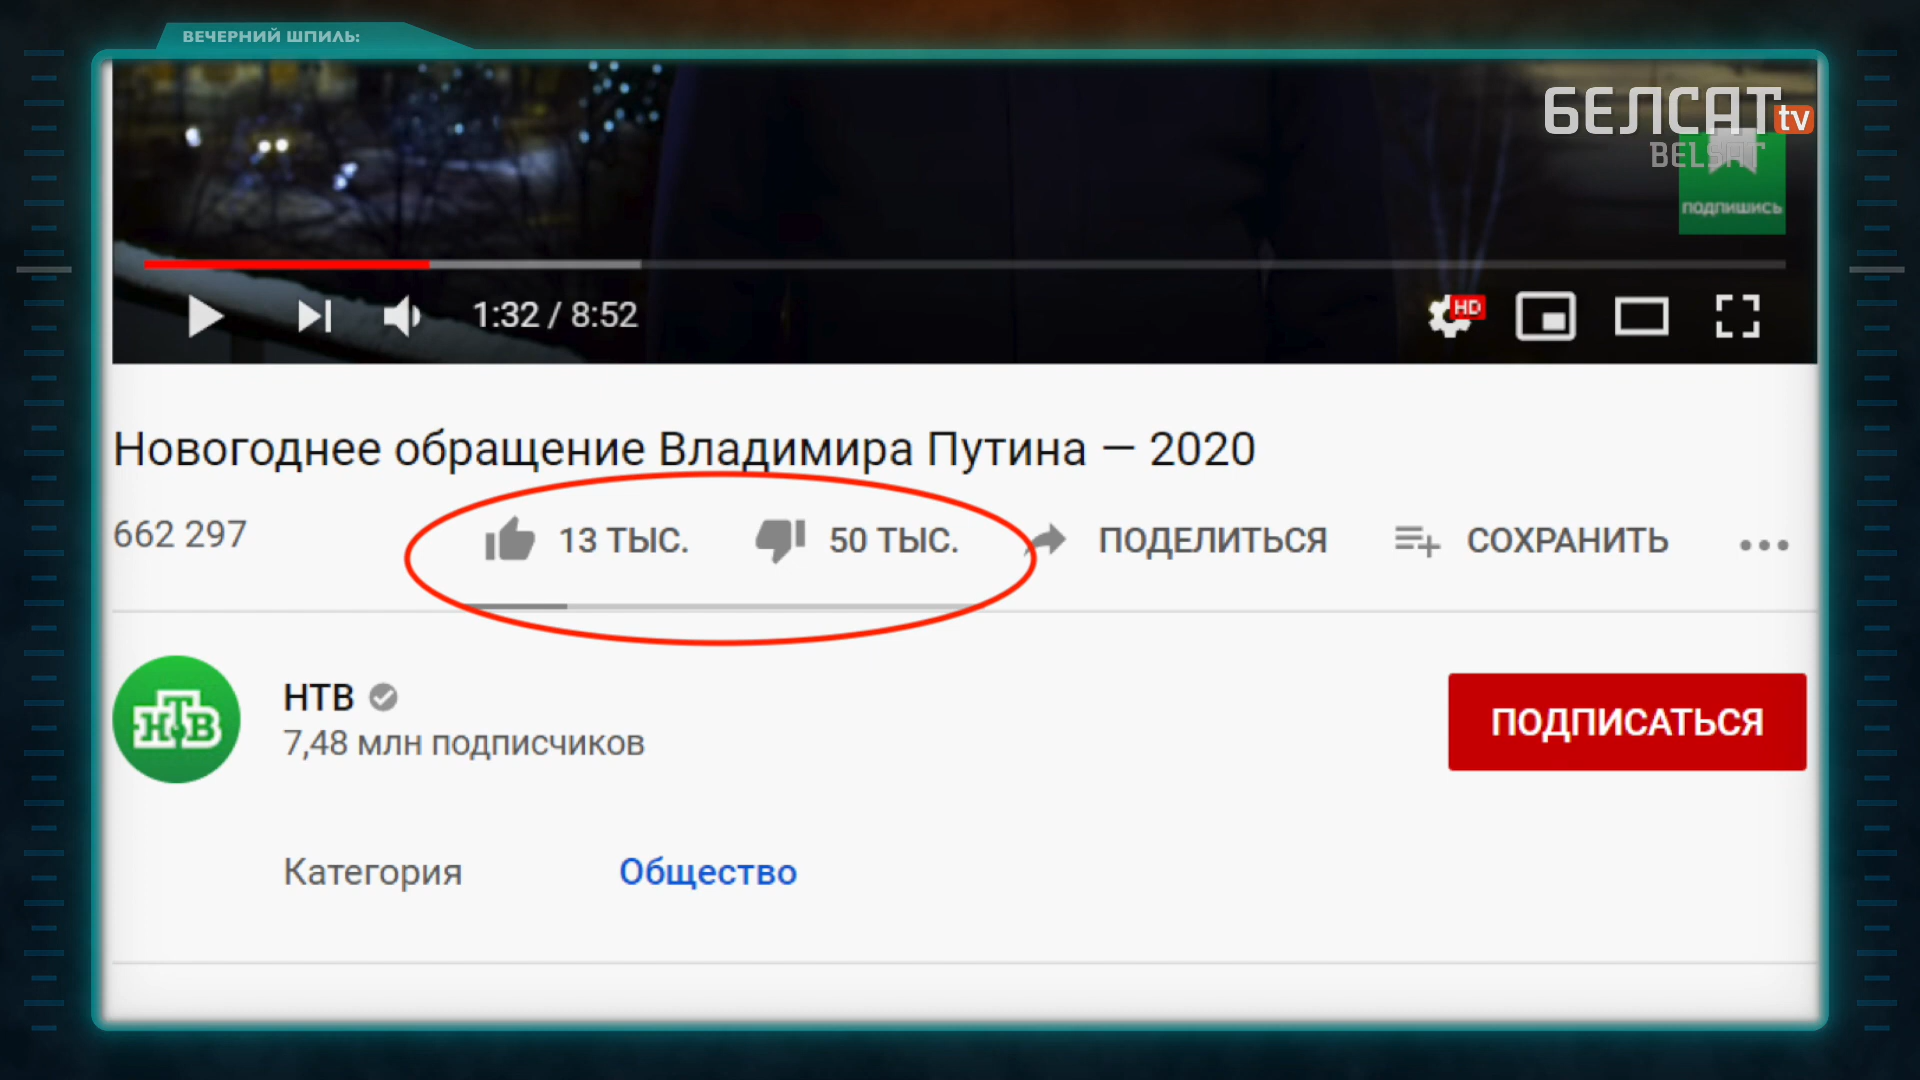 ВЕЧЕРНИЙ ШПИЛЬ:
БЕЛСАТ tv
BELSAT
ПОДПИШИСЬ
1:32 / 8:52
HD
Новогоднее обращение Владимира Путина — 2020
662 297
13 ТЫС.
50 ТЫС.
ПОДЕЛИТЬСЯ
СОХРАНИТЬ
НТВ
НТВ
7,48 млн подписчиков
ПОДПИСАТЬСЯ
Категория
Общество